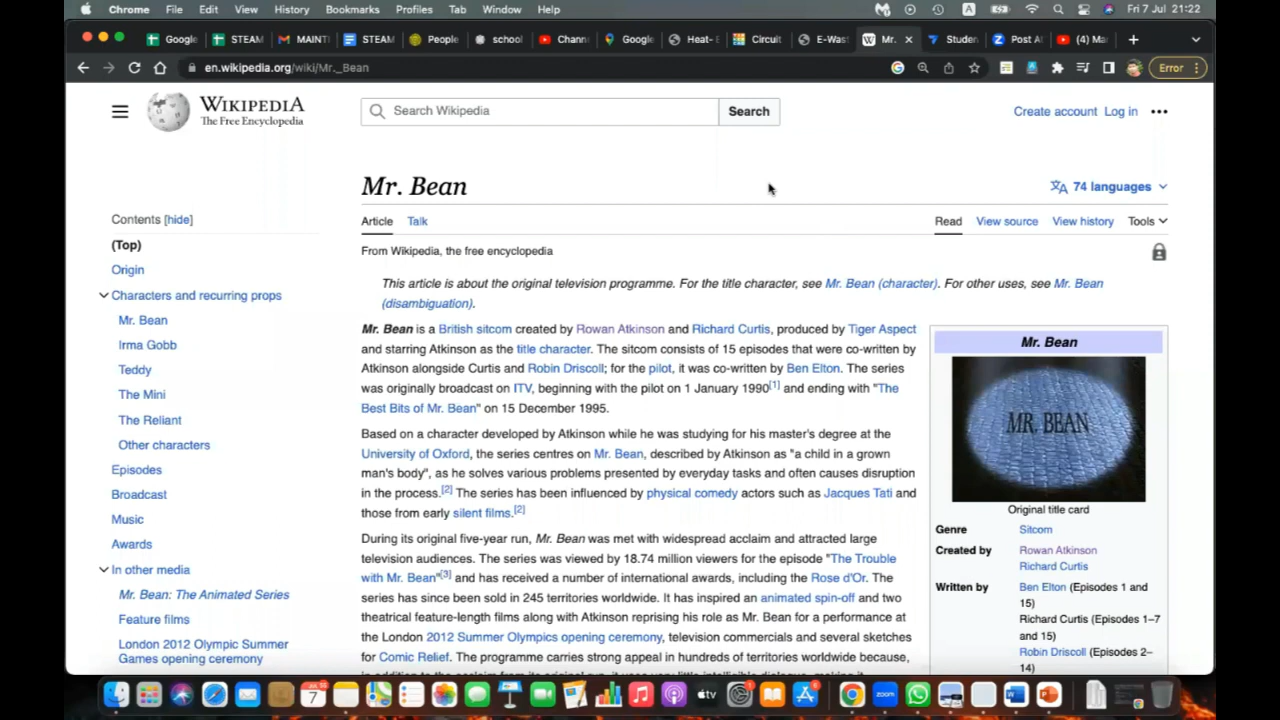 Chrome File Edit View History Bookmarks Profiles Tab Window Help A Fri 7 Jul 21:22
Google STEAM MAINTI STEAM People school Chann Google Heat- E Circuit E-Wast Mr. Studen Post A (4) Ma
en.wikipedia.org/wiki/Mr._Bean Error
WIKIPEDIA
The Free Encyclopedia
Search Wikipedia Search
Create account Log in
Mr. Bean
74 languages
Contents [hide]
(Top)
Origin
Characters and recurring props
Mr. Bean
Irma Gobb
Teddy
The Mini
The Reliant
Other characters
Episodes
Broadcast
Music
Awards
In other media
Mr. Bean: The Animated Series
Feature films
London 2012 Olympic Summer
Games opening ceremony
Article Talk Read View source View history Tools
From Wikipedia, the free encyclopedia
This article is about the original television programme. For the title character, see Mr. Bean (character). For other uses, see Mr. Bean
(disambiguation).
Mr. Bean is a British sitcom created by Rowan Atkinson and Richard Curtis, produced by Tiger Aspect
and starring Atkinson as the title character. The sitcom consists of 15 episodes that were co-written by
Atkinson alongside Curtis and Robin Driscoll; for the pilot, it was co-written by Ben Elton. The series
was originally broadcast on ITV, beginning with the pilot on 1 January 1990[1] and ending with "The
Best Bits of Mr. Bean" on 15 December 1995.
Based on a character developed by Atkinson while he was studying for his master's degree at the
University of Oxford, the series centres on Mr. Bean, described by Atkinson as "a child in a grown
man's body", as he solves various problems presented by everyday tasks and often causes disruption
in the process.[2] The series has been influenced by physical comedy actors such as Jacques Tati and
those from early silent films.[2]
During its original five-year run, Mr. Bean was met with widespread acclaim and attracted large
television audiences. The series was viewed by 18.74 million viewers for the episode "The Trouble
with Mr. Bean"[3] and has received a number of international awards, including the Rose d'Or. The
series has since been sold in 245 territories worldwide. It has inspired an animated spin-off and two
theatrical feature-length films along with Atkinson reprising his role as Mr. Bean for a performance at
the London 2012 Summer Olympics opening ceremony, television commercials and several sketches
for Comic Relief. The programme carries strong appeal in hundreds of territories worldwide because,
Mr. Bean
MR. BEAN
Original title card
Genre Sitcom
Created by Rowan Atkinson
Richard Curtis
Written by Ben Elton (Episodes 1 and
15)
Richard Curtis (Episodes 1–7
and 15)
Robin Driscoll (Episodes 2–
14)
7
zoom
tv